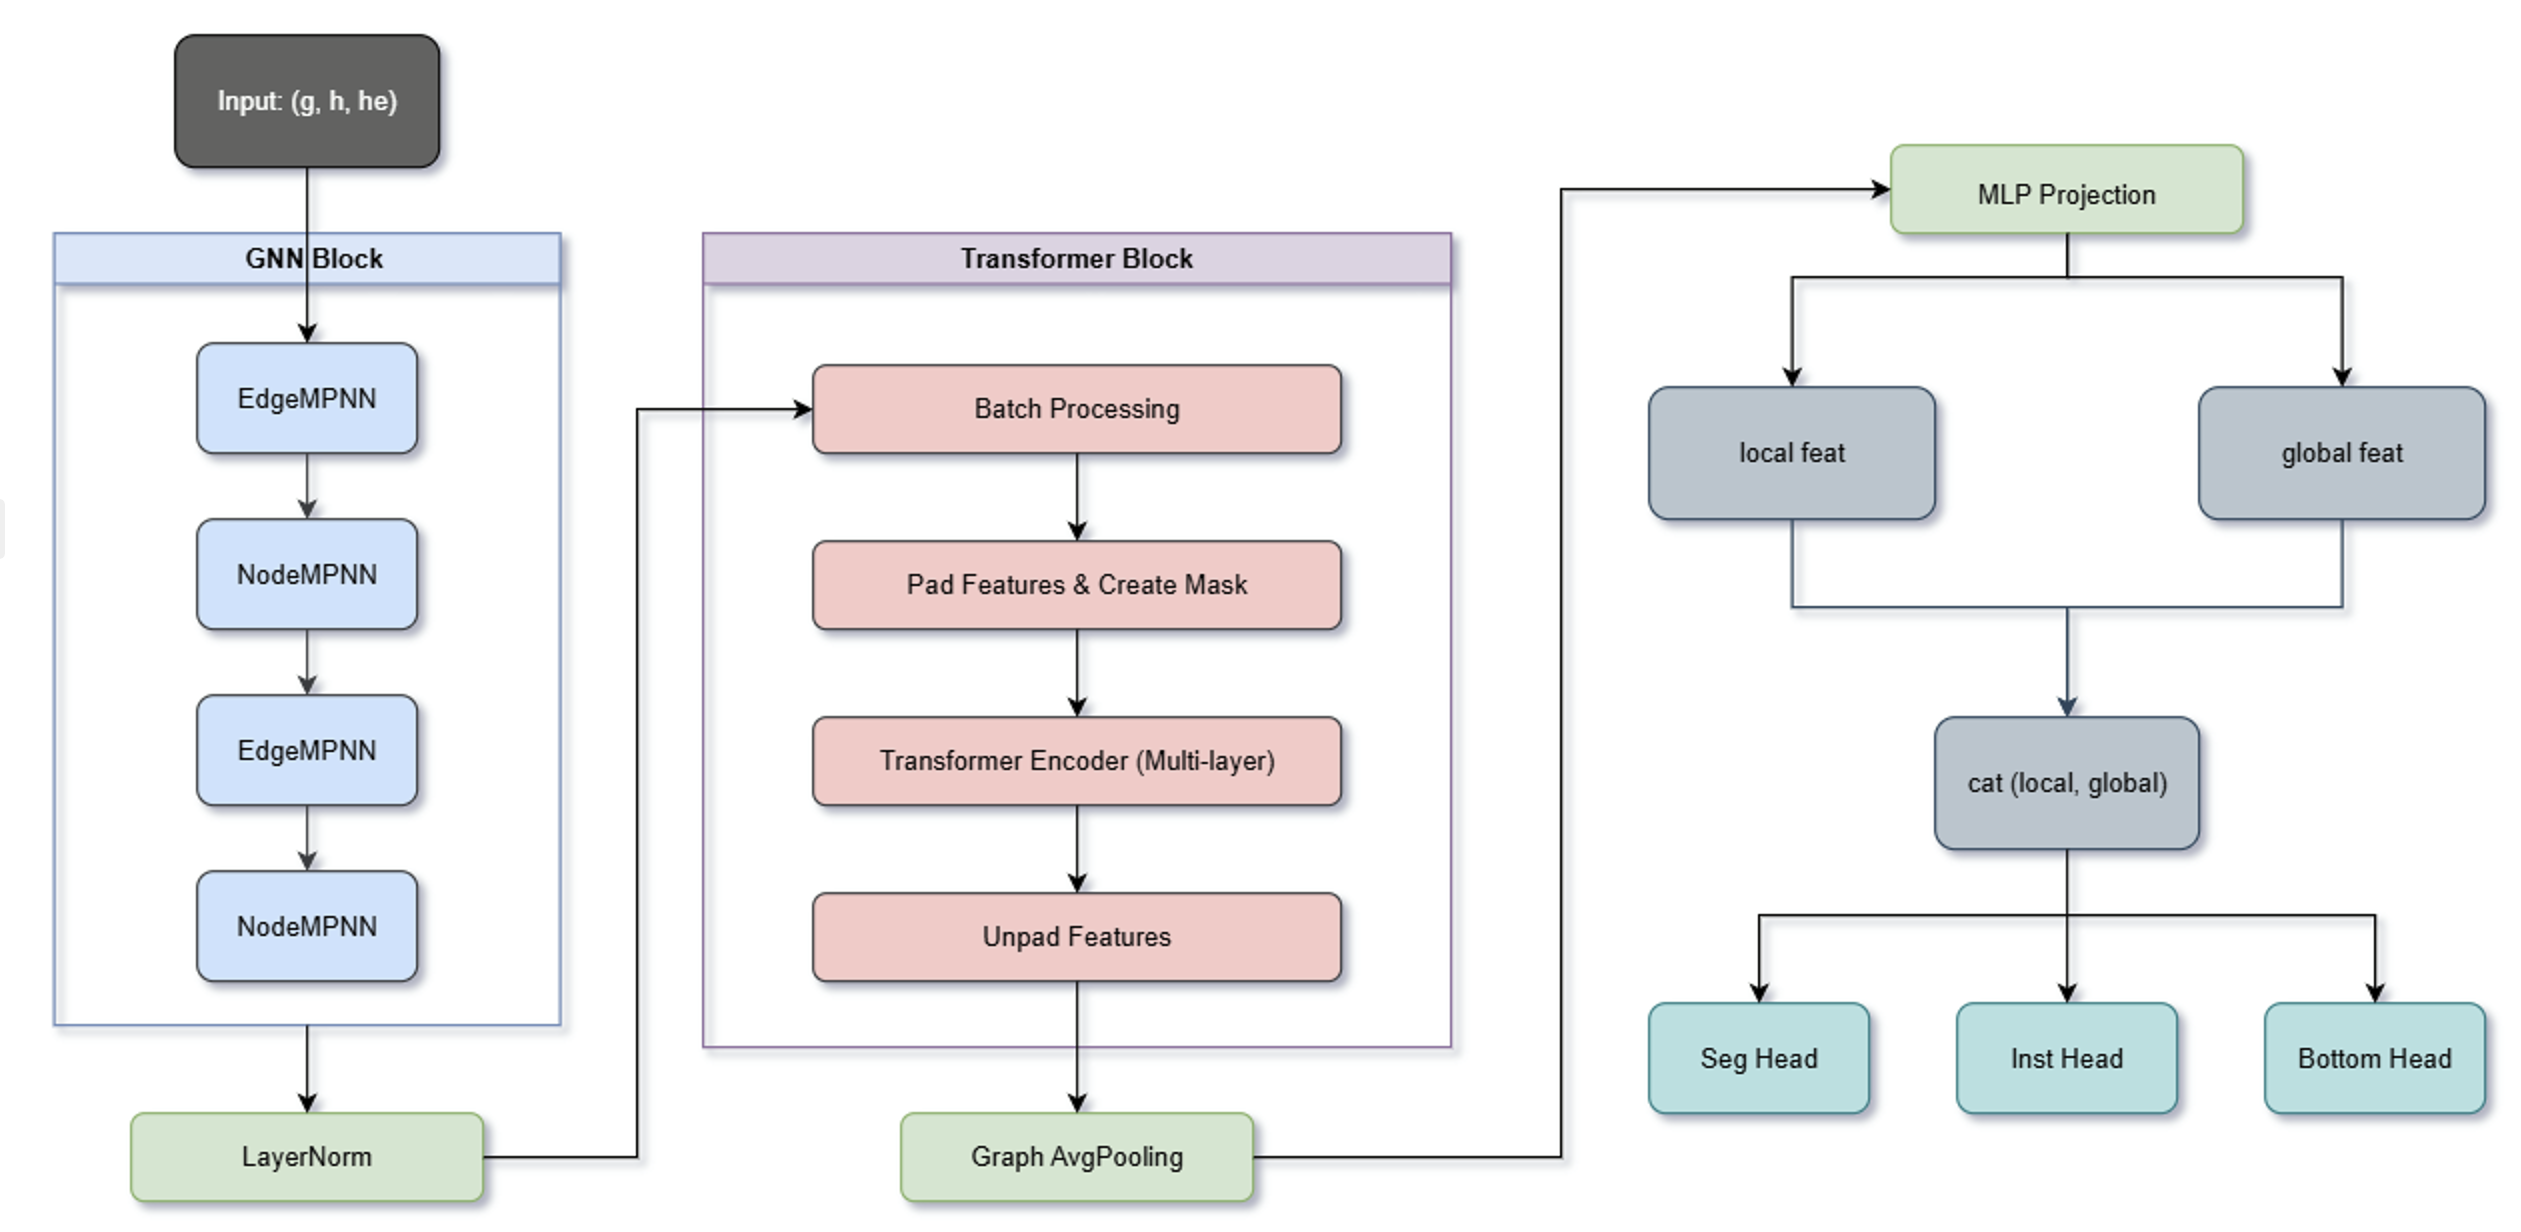 Input: (g, h, he)
GNN Block
EdgeMPNN
NodeMPNN
EdgeMPNN
NodeMPNN
LayerNorm
Transformer Block
Batch Processing
Pad Features & Create Mask
Transformer Encoder (Multi-layer)
Unpad Features
Graph AvgPooling
MLP Projection
local feat
global feat
cat (local, global)
Seg Head
Inst Head
Bottom Head